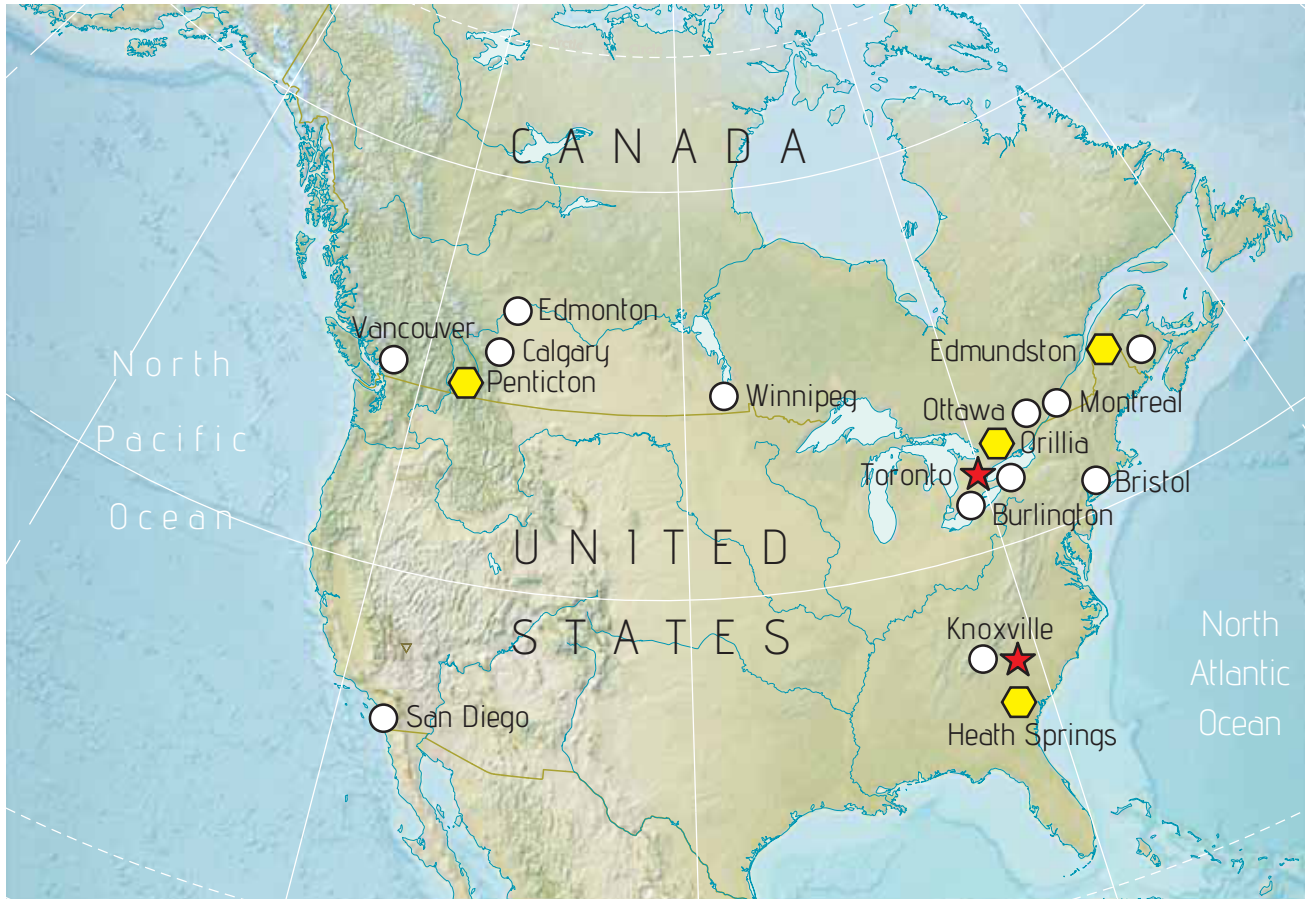 CANADA
Edmonton
Vancouver
Calgary
Penticton
Winnipeg
Edmundston
Montreal
Ottawa
Orillia
Toronto
Bristol
Burlington
North
Pacific
Ocean
UNITED
STATES
Knoxville
Heath Springs
San Diego
North
Atlantic
Ocean